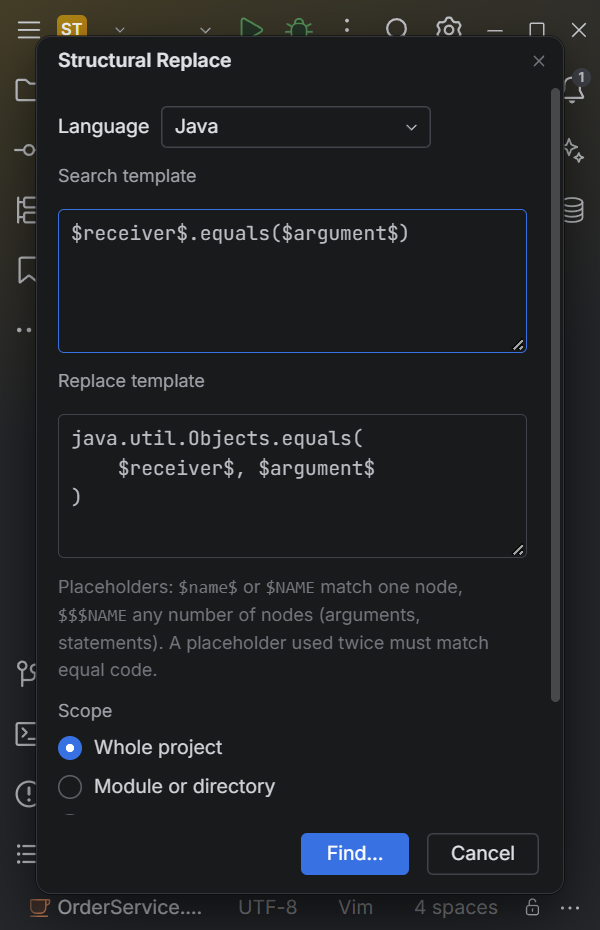 ST
Structural Replace
1
Language Java
Search template
$receiver$.equals($argument$)
Replace template
java.util.Objects.equals(
    $receiver$, $argument$
)
Placeholders: $name$ or $NAME match one node,
$$$NAME any number of nodes (arguments,
statements). A placeholder used twice must match
equal code.
Scope
Whole project
Module or directory
Find... Cancel
OrderService.... UTF-8 Vim 4 spaces